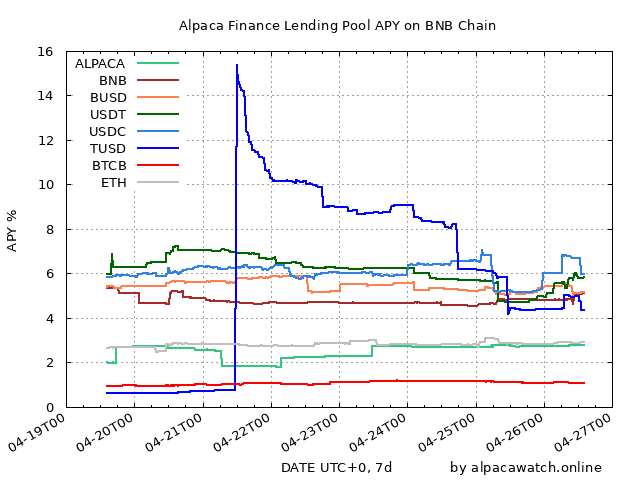 Alpaca Finance Lending Pool APY on BNB Chain
16
14
12
10
8
6
4
2
0
APY %
ALPACA
BNB
BUSD
USDT
USDC
TUSD
BTCB
ETH
04-19T00
04-20T00
04-21T00
04-22T00
04-23T00
04-24T00
04-25T00
04-26T00
04-27T00
DATE UTC+0, 7d
by alpacawatch.online